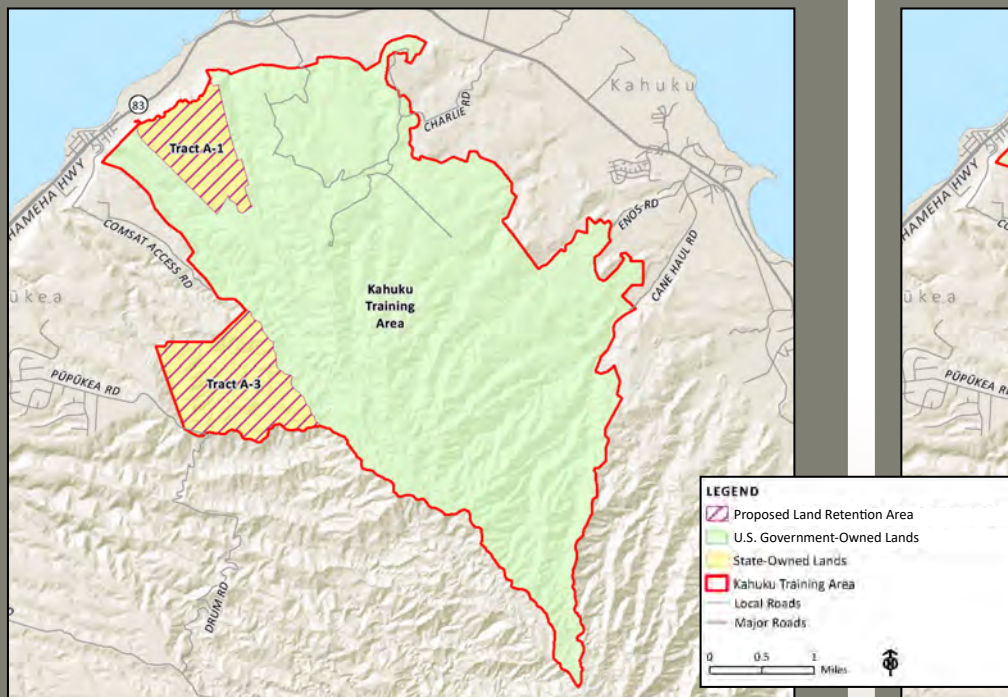 Kahuku
83
CHARLIE RD
Tract A-1
HAMEHA HWY
ENOS RD
COMSAT ACCESS RD
CANE HAUL RD
ūkea
Kahuku
Training
Area
Tract A-3
PŪPŪKEA RD
DRUM RD
HAMEHA HWY
ūkea
PŪPŪKEA
LEGEND
Proposed Land Retention Area
U.S. Government-Owned Lands
State-Owned Lands
Kahuku Training Area
Local Roads
Major Roads
0 0.5 1
Miles
N